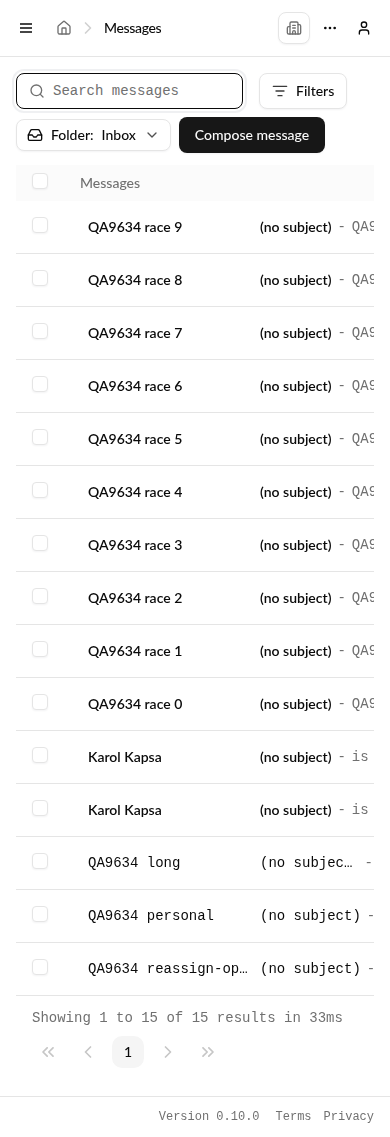 Messages
Search messages
Filters
Folder: Inbox
Compose message
Messages
QA9634 race 9 (no subject) - QA9
QA9634 race 8 (no subject) - QA9
QA9634 race 7 (no subject) - QA9
QA9634 race 6 (no subject) - QA9
QA9634 race 5 (no subject) - QA9
QA9634 race 4 (no subject) - QA9
QA9634 race 3 (no subject) - QA9
QA9634 race 2 (no subject) - QA9
QA9634 race 1 (no subject) - QA9
QA9634 race 0 (no subject) - QA9
Karol Kapsa (no subject) - is
Karol Kapsa (no subject) - is
QA9634 long (no subjec… -
QA9634 personal (no subject) -
QA9634 reassign-op… (no subject) -
Showing 1 to 15 of 15 results in 33ms
1
Version 0.10.0 Terms Privacy